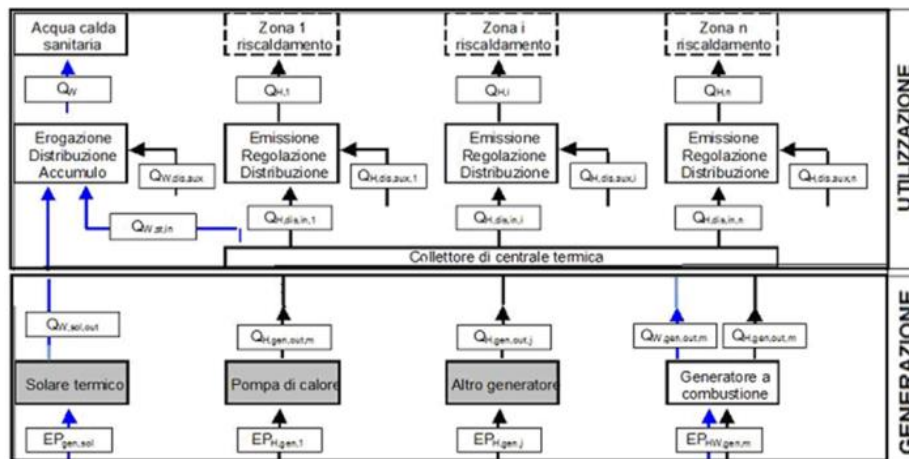 Acqua calda
sanitaria
Zona 1
riscaldamento
Zona i
riscaldamento
Zona n
riscaldamento
QW
QH,1
QH,i
QH,n
Erogazione
Distribuzione
Accumulo
Emissione
Regolazione
Distribuzione
Emissione
Regolazione
Distribuzione
Emissione
Regolazione
Distribuzione
QW,dis,aux
QH,dis,aux,1
QH,dis,aux,i
QH,dis,aux,n
QW,st,in
QH,dis,in,1
QH,dis,in,i
QH,dis,in,n
Collettore di centrale termica
UTILIZZAZIONE
QW,sol,out
QH,gen,out,m
QH,gen,out,j
QW,gen,out,m
QH,gen,out,m
Solare termico
Pompa di calore
Altro generatore
Generatore a
combustione
EPgen,sol
EPH,gen,1
EPH,gen,j
EPHW,gen,m
GENERAZIONE